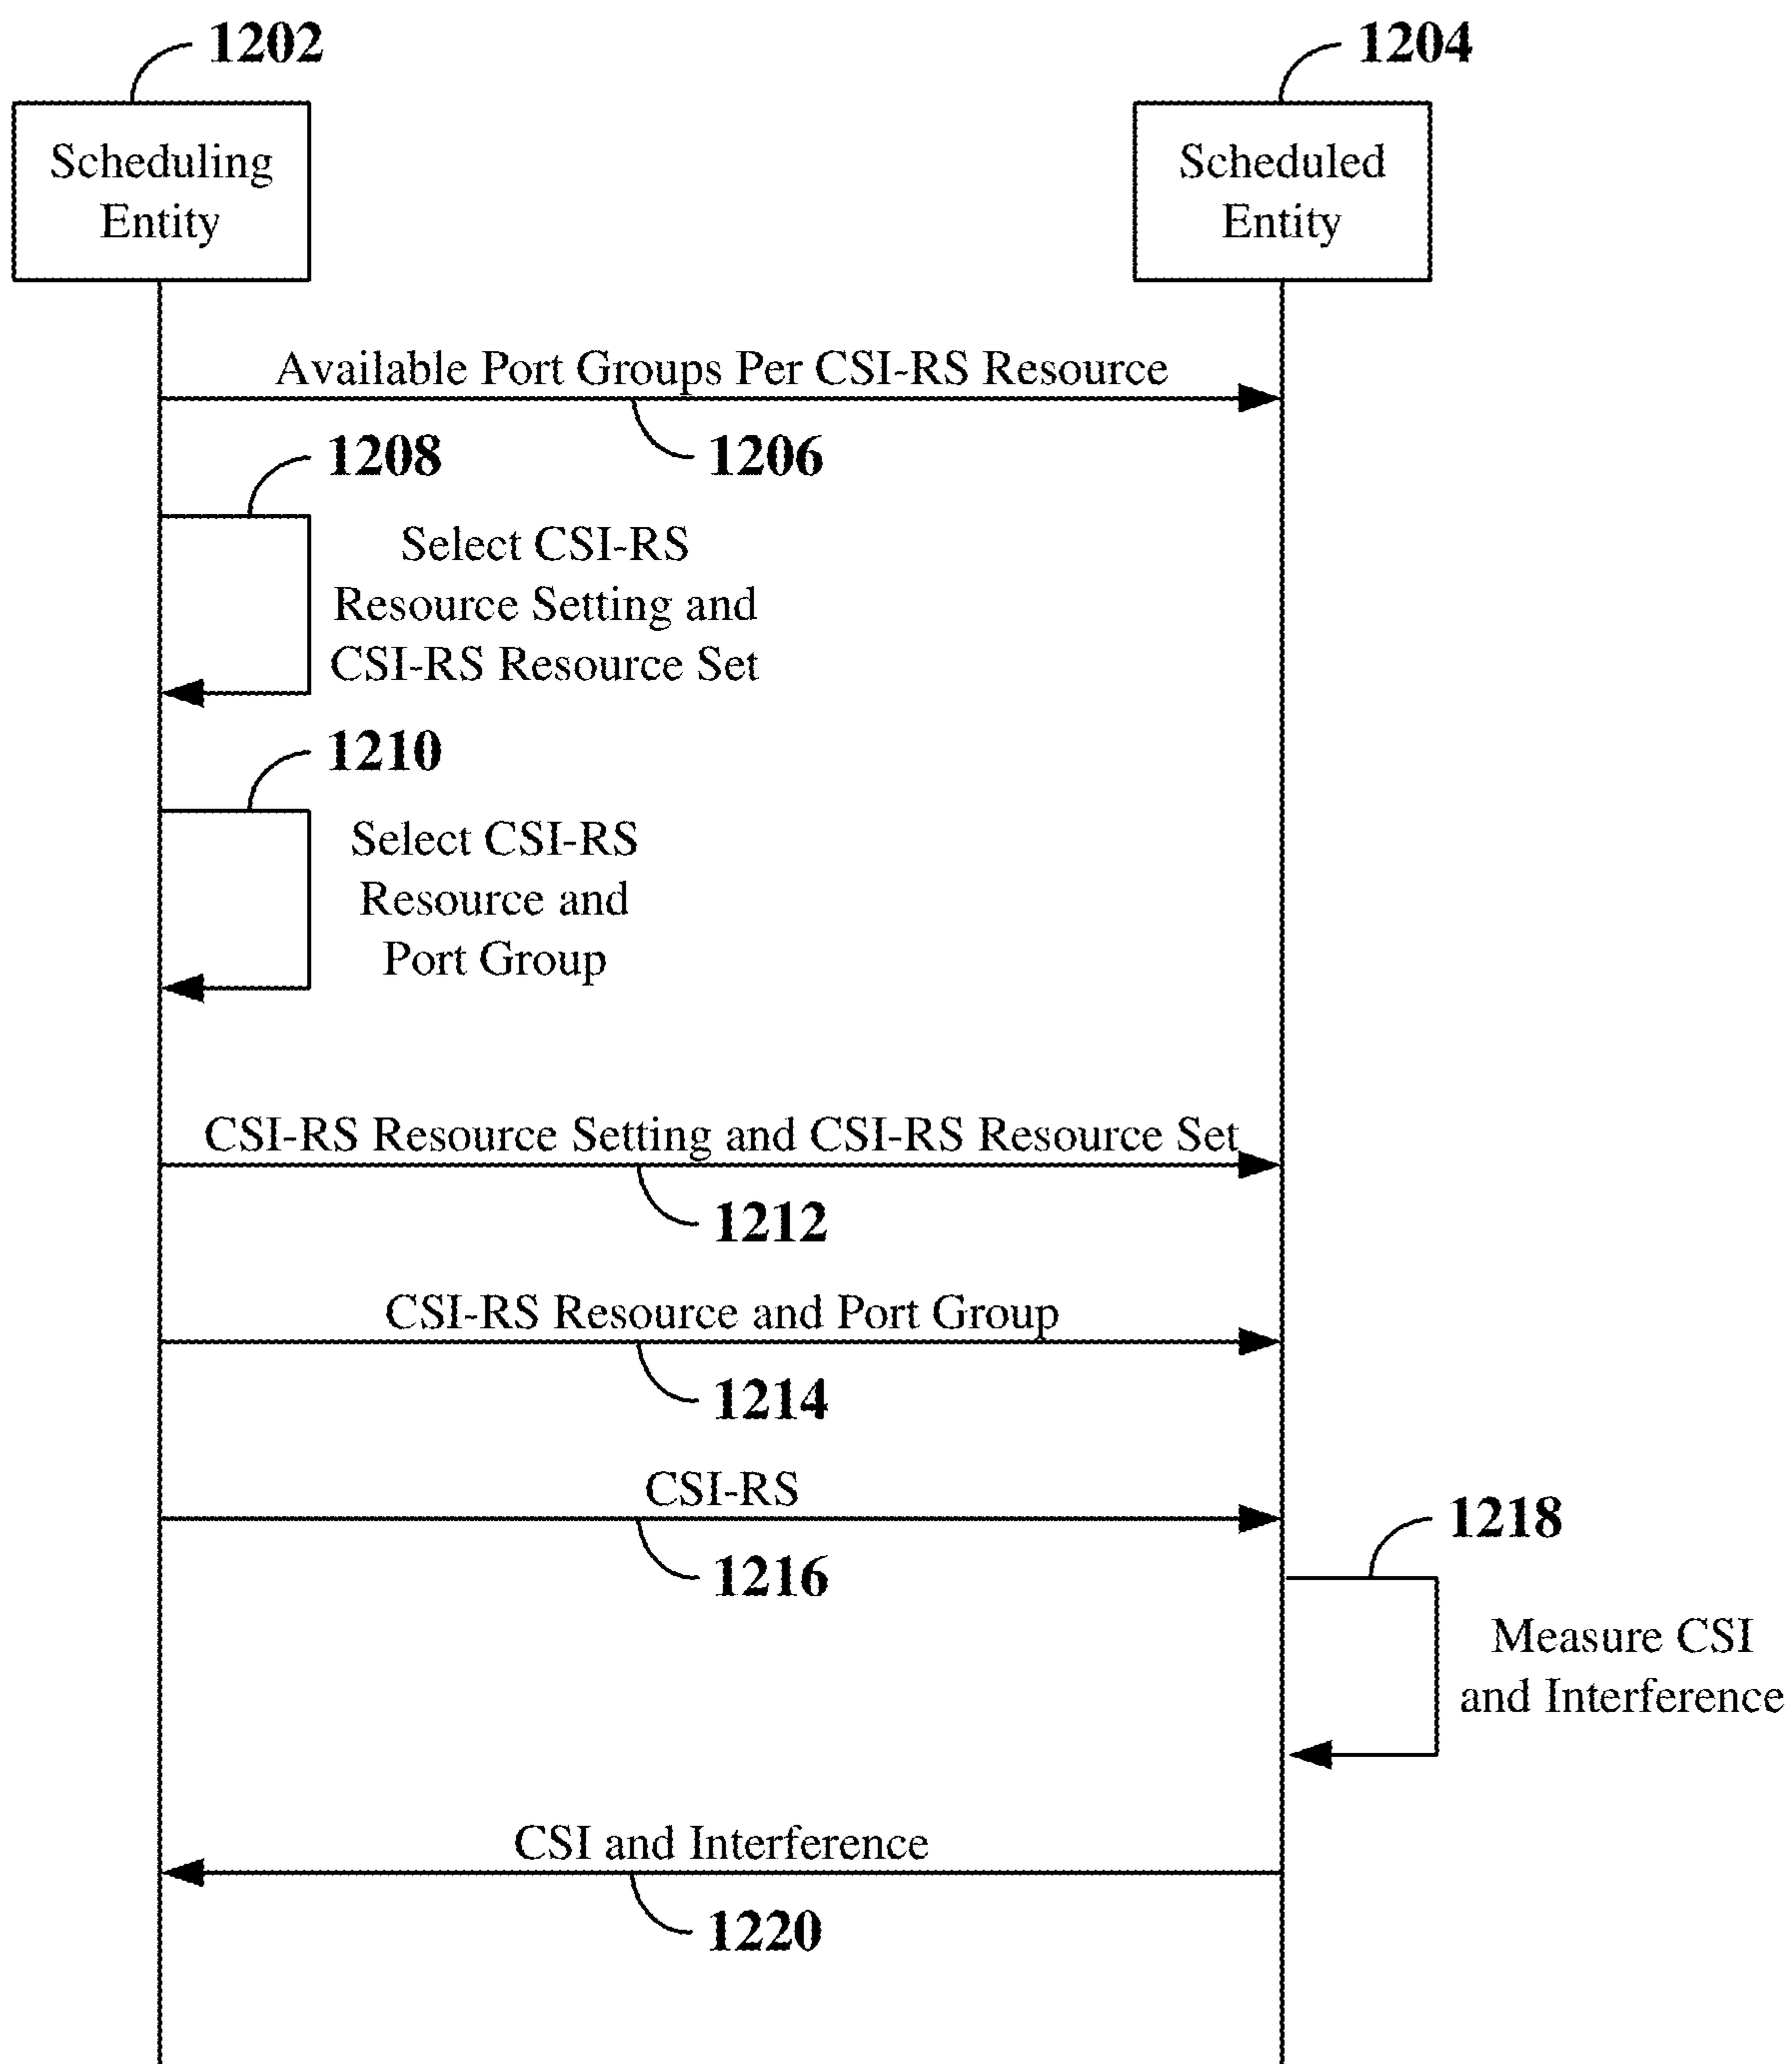 1202
1204
Scheduling
Entity
Scheduled
Entity
Available Port Groups Per CSI-RS Resource
1206
1208
Select CSI-RS
Resource Setting and
CSI-RS Resource Set
1210
Select CSI-RS
Resource and
Port Group
CSI-RS Resource Setting and CSI-RS Resource Set
1212
CSI-RS Resource and Port Group
1214
CSI-RS
1216
1218
Measure CSI
and Interference
CSI and Interference
1220